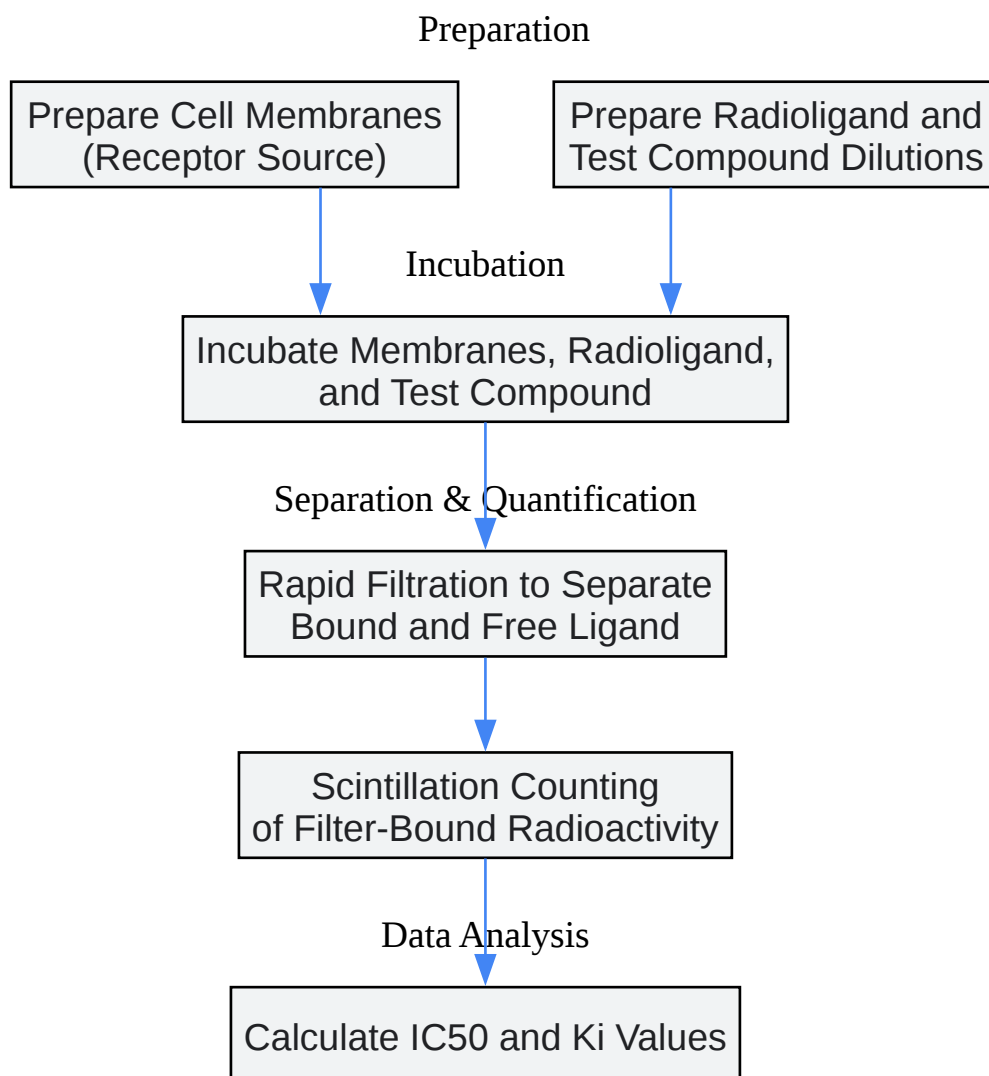 Preparation
Prepare Cell Membranes
(Receptor Source)
Prepare Radioligand and
Test Compound Dilutions
Incubation
Incubate Membranes, Radioligand,
and Test Compound
Separation & Quantification
Rapid Filtration to Separate
Bound and Free Ligand
Scintillation Counting
of Filter-Bound Radioactivity
Data Analysis
Calculate IC50 and Ki Values